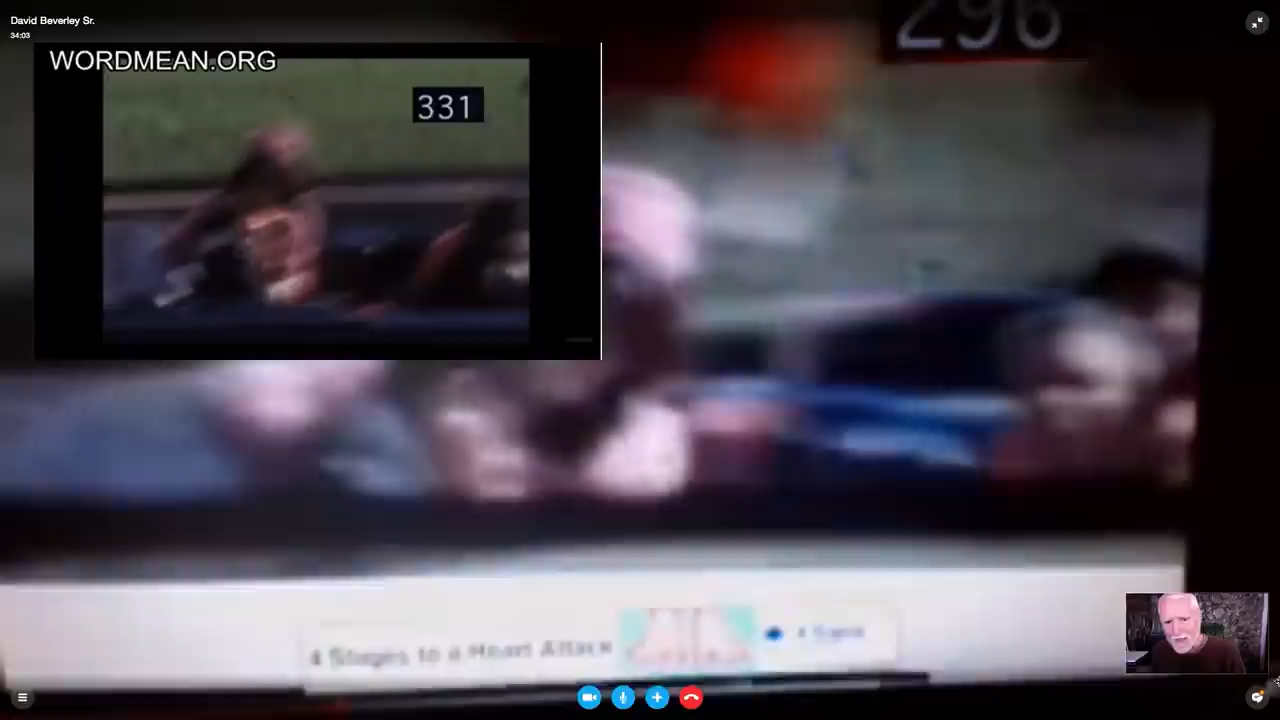 David Beverley Sr.
34:03
296
WORDMEAN.ORG
331
4 Stages to a Heart Attack